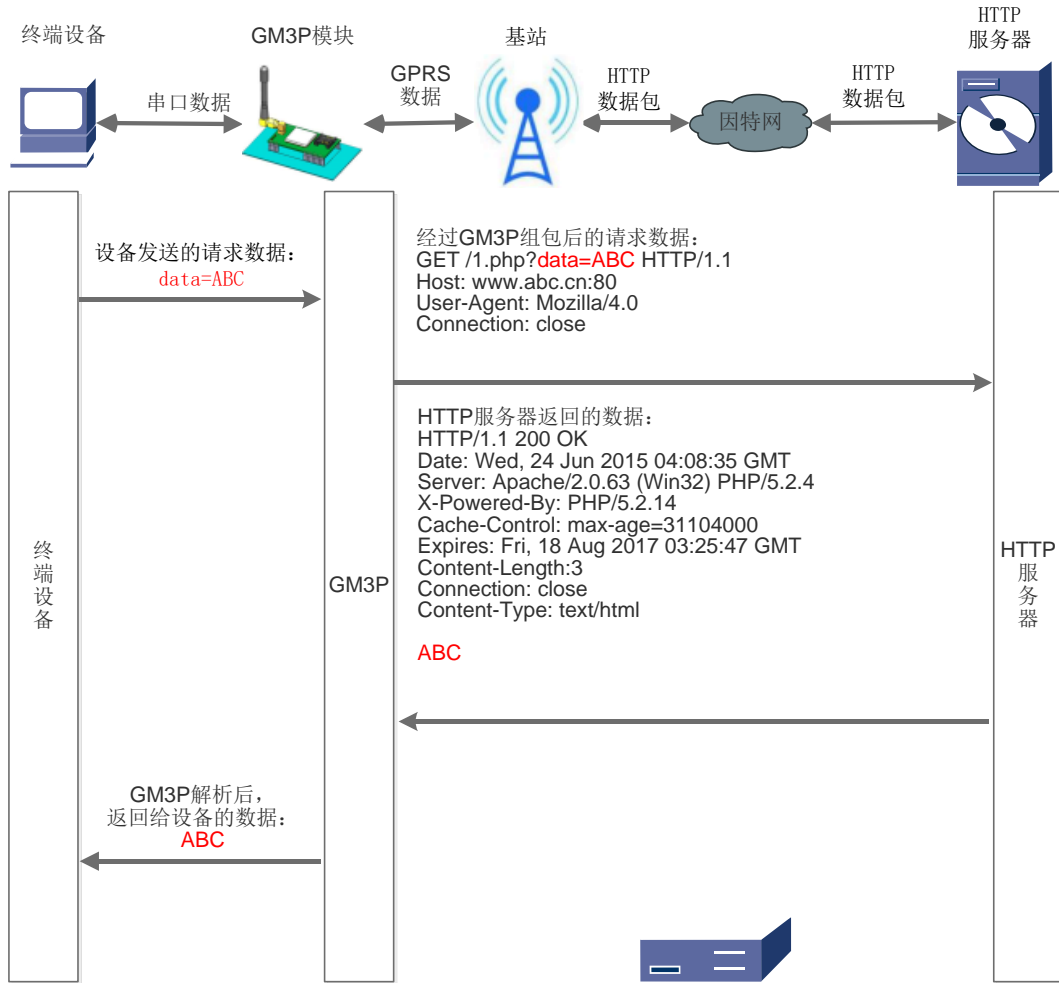 终端设备
GM3P模块
基站
HTTP
服务器
串口数据
GPRS
数据
HTTP
数据包
因特网
HTTP
数据包
设备发送的请求数据：
data=ABC
经过GM3P组包后的请求数据：
GET /1.php?data=ABC HTTP/1.1
Host: www.abc.cn:80
User-Agent: Mozilla/4.0
Connection: close
HTTP服务器返回的数据：
HTTP/1.1 200 OK
Date: Wed, 24 Jun 2015 04:08:35 GMT
Server: Apache/2.0.63 (Win32) PHP/5.2.4
X-Powered-By: PHP/5.2.14
Cache-Control: max-age=31104000
Expires: Fri, 18 Aug 2017 03:25:47 GMT
Content-Length:3
Connection: close
Content-Type: text/html
ABC
终
端
设
备
GM3P
HTTP
服
务
器
GM3P解析后，
返回给设备的数据：
ABC